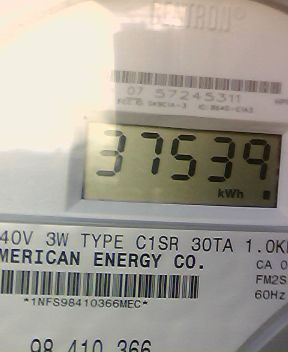 ITRON®
07 57245311
37539
kWh
40V 3W TYPE C1SR 30TA 1.0K
MERICAN ENERGY CO.
CA 0
FM2S
*1NFS98410366MEC*
60Hz
98 410 366